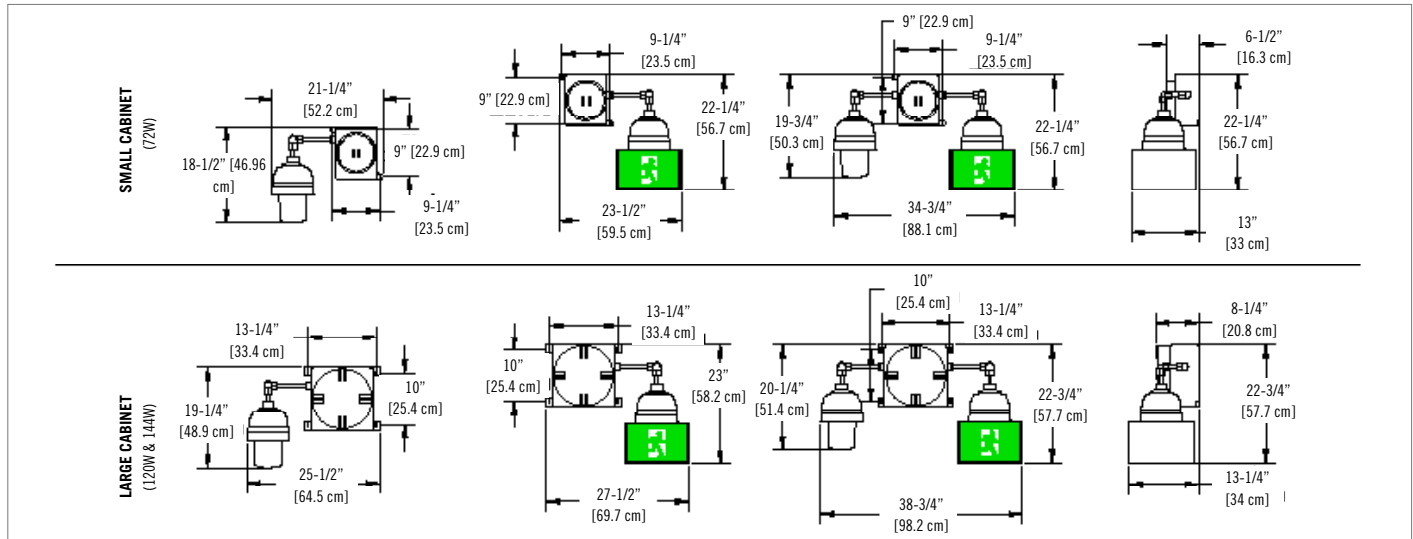 SMALL CABINET
(72W)
21-1/4”
[52.2 cm]
18-1/2” [46.96
cm]
9” [22.9 cm]
9-1/4”
[23.5 cm]
9-1/4”
[23.5 cm]
9” [22.9 cm]
22-1/4”
[56.7 cm]
23-1/2”
[59.5 cm]
9” [22.9 cm]
9-1/4”
[23.5 cm]
19-3/4”
[50.3 cm]
22-1/4”
[56.7 cm]
34-3/4”
[88.1 cm]
6-1/2”
[16.3 cm]
22-1/4”
[56.7 cm]
13”
[33 cm]
LARGE CABINET
(120W & 144W)
13-1/4”
[33.4 cm]
19-1/4”
[48.9 cm]
10”
[25.4 cm]
25-1/2”
[64.5 cm]
13-1/4”
[33.4 cm]
10”
[25.4 cm]
23”
[58.2 cm]
27-1/2”
[69.7 cm]
10”
[25.4 cm]
13-1/4”
[33.4 cm]
20-1/4”
[51.4 cm]
22-3/4”
[57.7 cm]
38-3/4”
[98.2 cm]
8-1/4”
[20.8 cm]
22-3/4”
[57.7 cm]
13-1/4”
[34 cm]